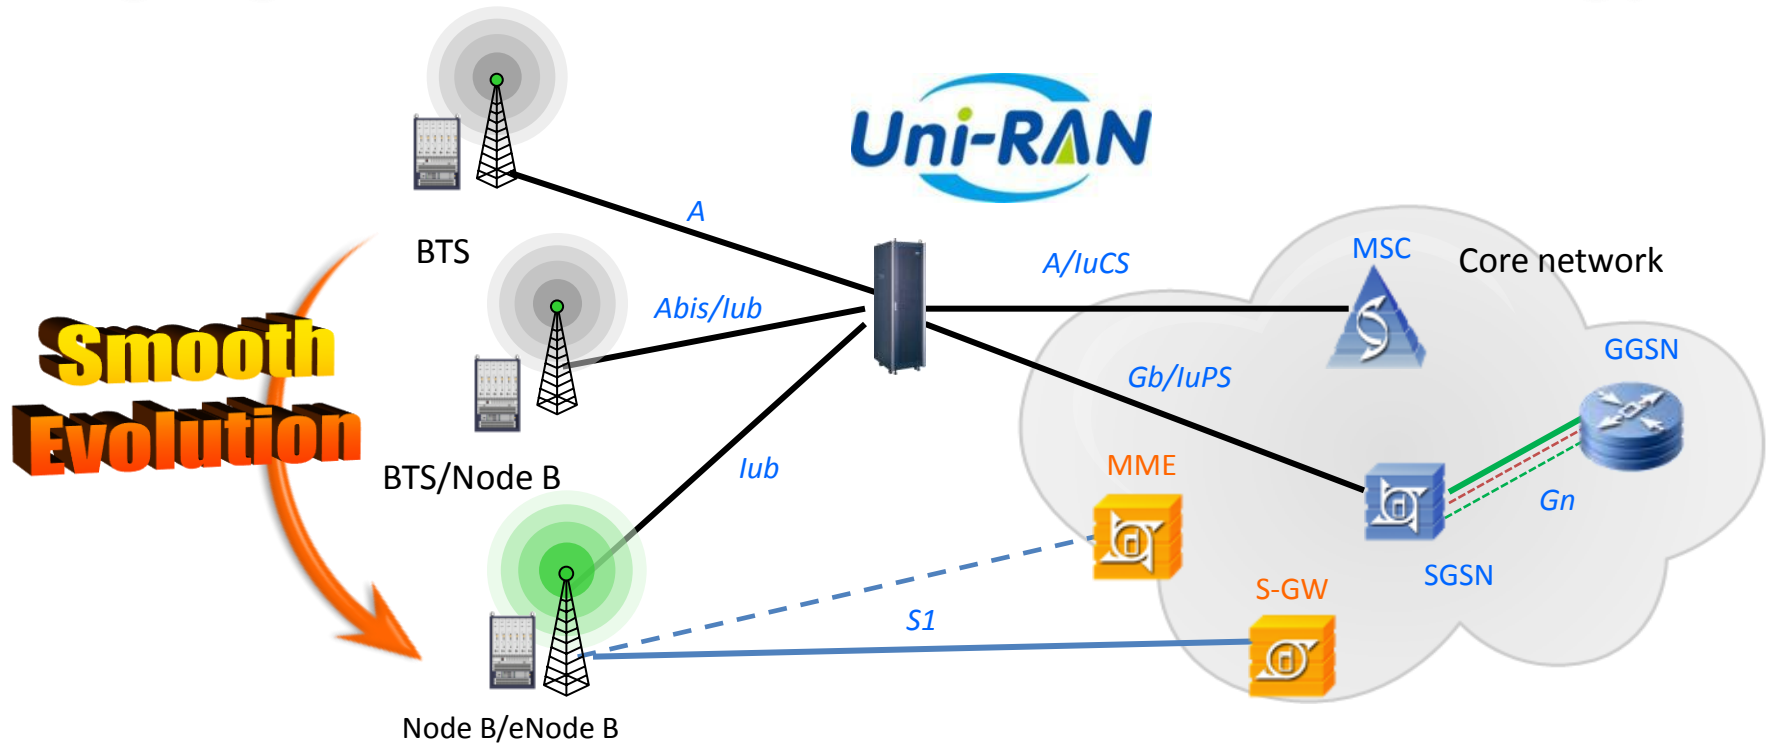 Uni-RAN
A
BTS
MSC
Core network
A/IuCS
Abis/Iub
Smooth
Evolution
GGSN
Gb/IuPS
BTS/Node B
Iub
MME
Gn
SGSN
S-GW
S1
Node B/eNode B